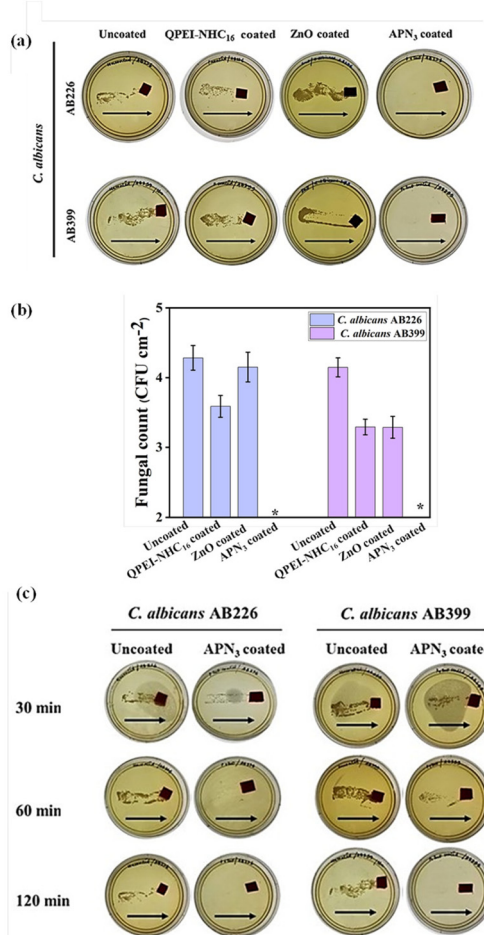 (a)
Uncoated QPEI-NHC16 coated ZnO coated APN3 coated
C. albicans
AB226
AB399
(b)
Fungal count (CFU cm-2)
5
4
3
2
C. albicans AB226
C. albicans AB399
*
*
Uncoated
QPEI-NHC16 coated
ZnO coated
APN3 coated
Uncoated
QPEI-NHC16 coated
ZnO coated
APN3 coated
(c)
C. albicans AB226 C. albicans AB399
Uncoated APN3 coated Uncoated APN3 coated
30 min
60 min
120 min